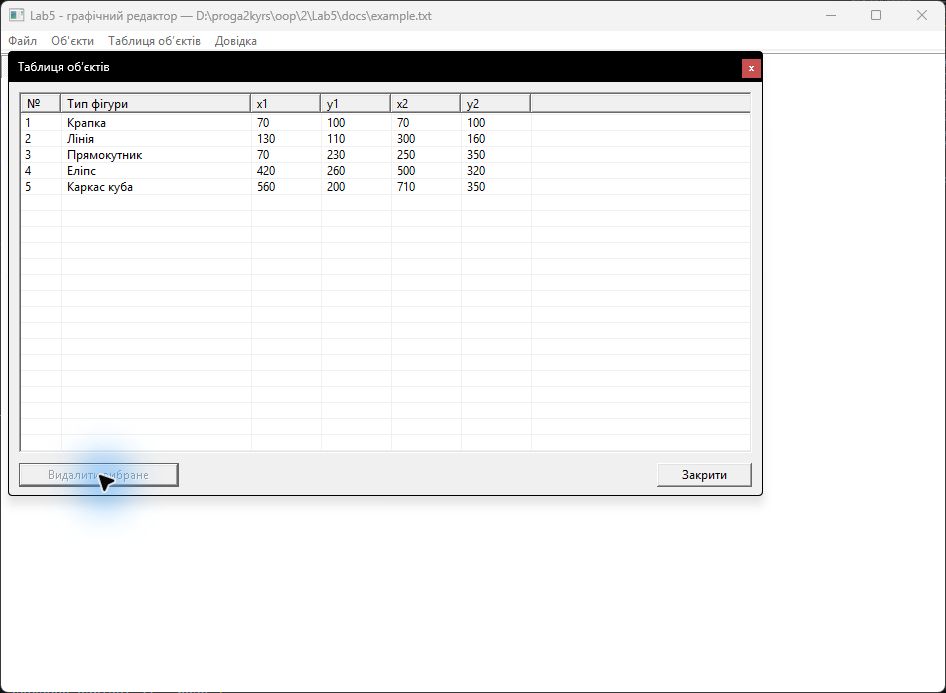 Lab5 - графічний редактор — D:\proga2kyrs\oop\2\Lab5\docs\example.txt
Файл Об'єкти Таблиця об'єктів Довідка
Таблиця об'єктів
№ Тип фігури x1 y1 x2 y2
1 Крапка 70 100 70 100
2 Лінія 130 110 300 160
3 Прямокутник 70 230 250 350
4 Еліпс 420 260 500 320
5 Каркас куба 560 200 710 350
Видалити вибране Закрити